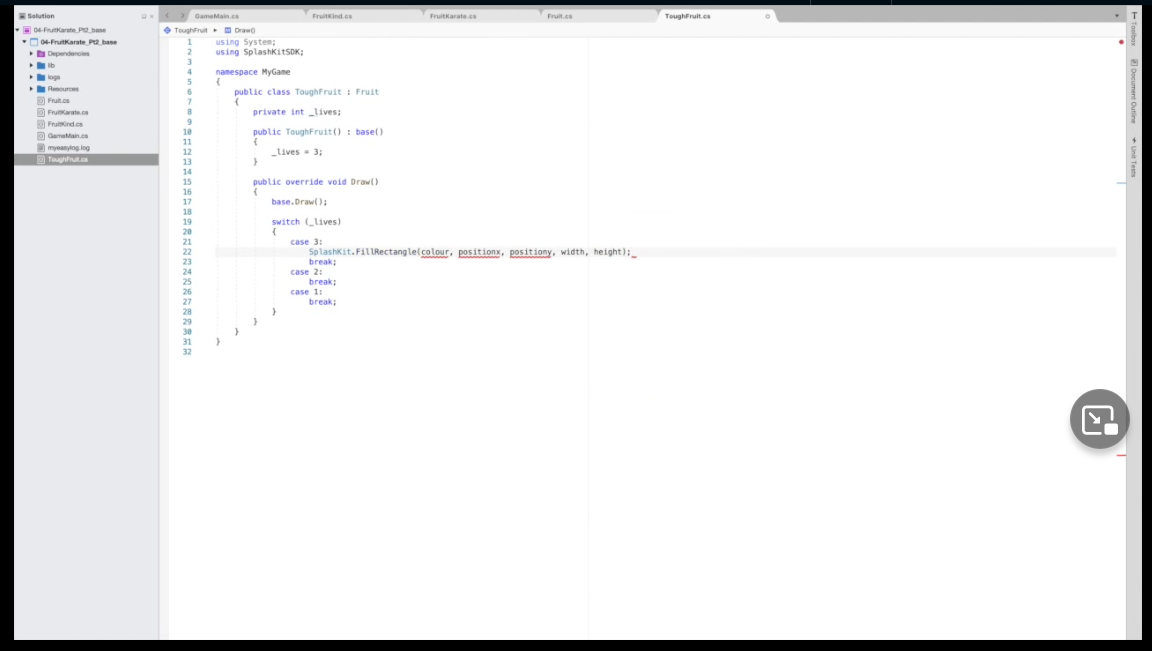 Solution
GameMain.cs
FruitKind.cs
FruitKarate.cs
Fruit.cs
ToughFruit.cs
04-FruitKarate_Pt2_base
04-FruitKarate_Pt2_base
Dependencies
lib
logs
Resources
Fruit.cs
FruitKarate.cs
FruitKind.cs
GameMain.cs
myeasylog.log
ToughFruit.cs
ToughFruit
M Draw()
1 using System;
2 using SplashKitSDK;
3
4 namespace MyGame
5 {
6 public class ToughFruit : Fruit
7 {
8 private int _lives;
9
10 public ToughFruit() : base()
11 {
12 _lives = 3;
13 }
14
15 public override void Draw()
16 {
17 base.Draw();
18
19 switch (_lives)
20 {
21 case 3:
22 SplashKit.FillRectangle(colour, positionx, positiony, width, height);
23 break;
24 case 2:
25 break;
26 case 1:
27 break;
28 }
29 }
30 }
31 }
32
T Toolbox
Document Outline
Unit Tests